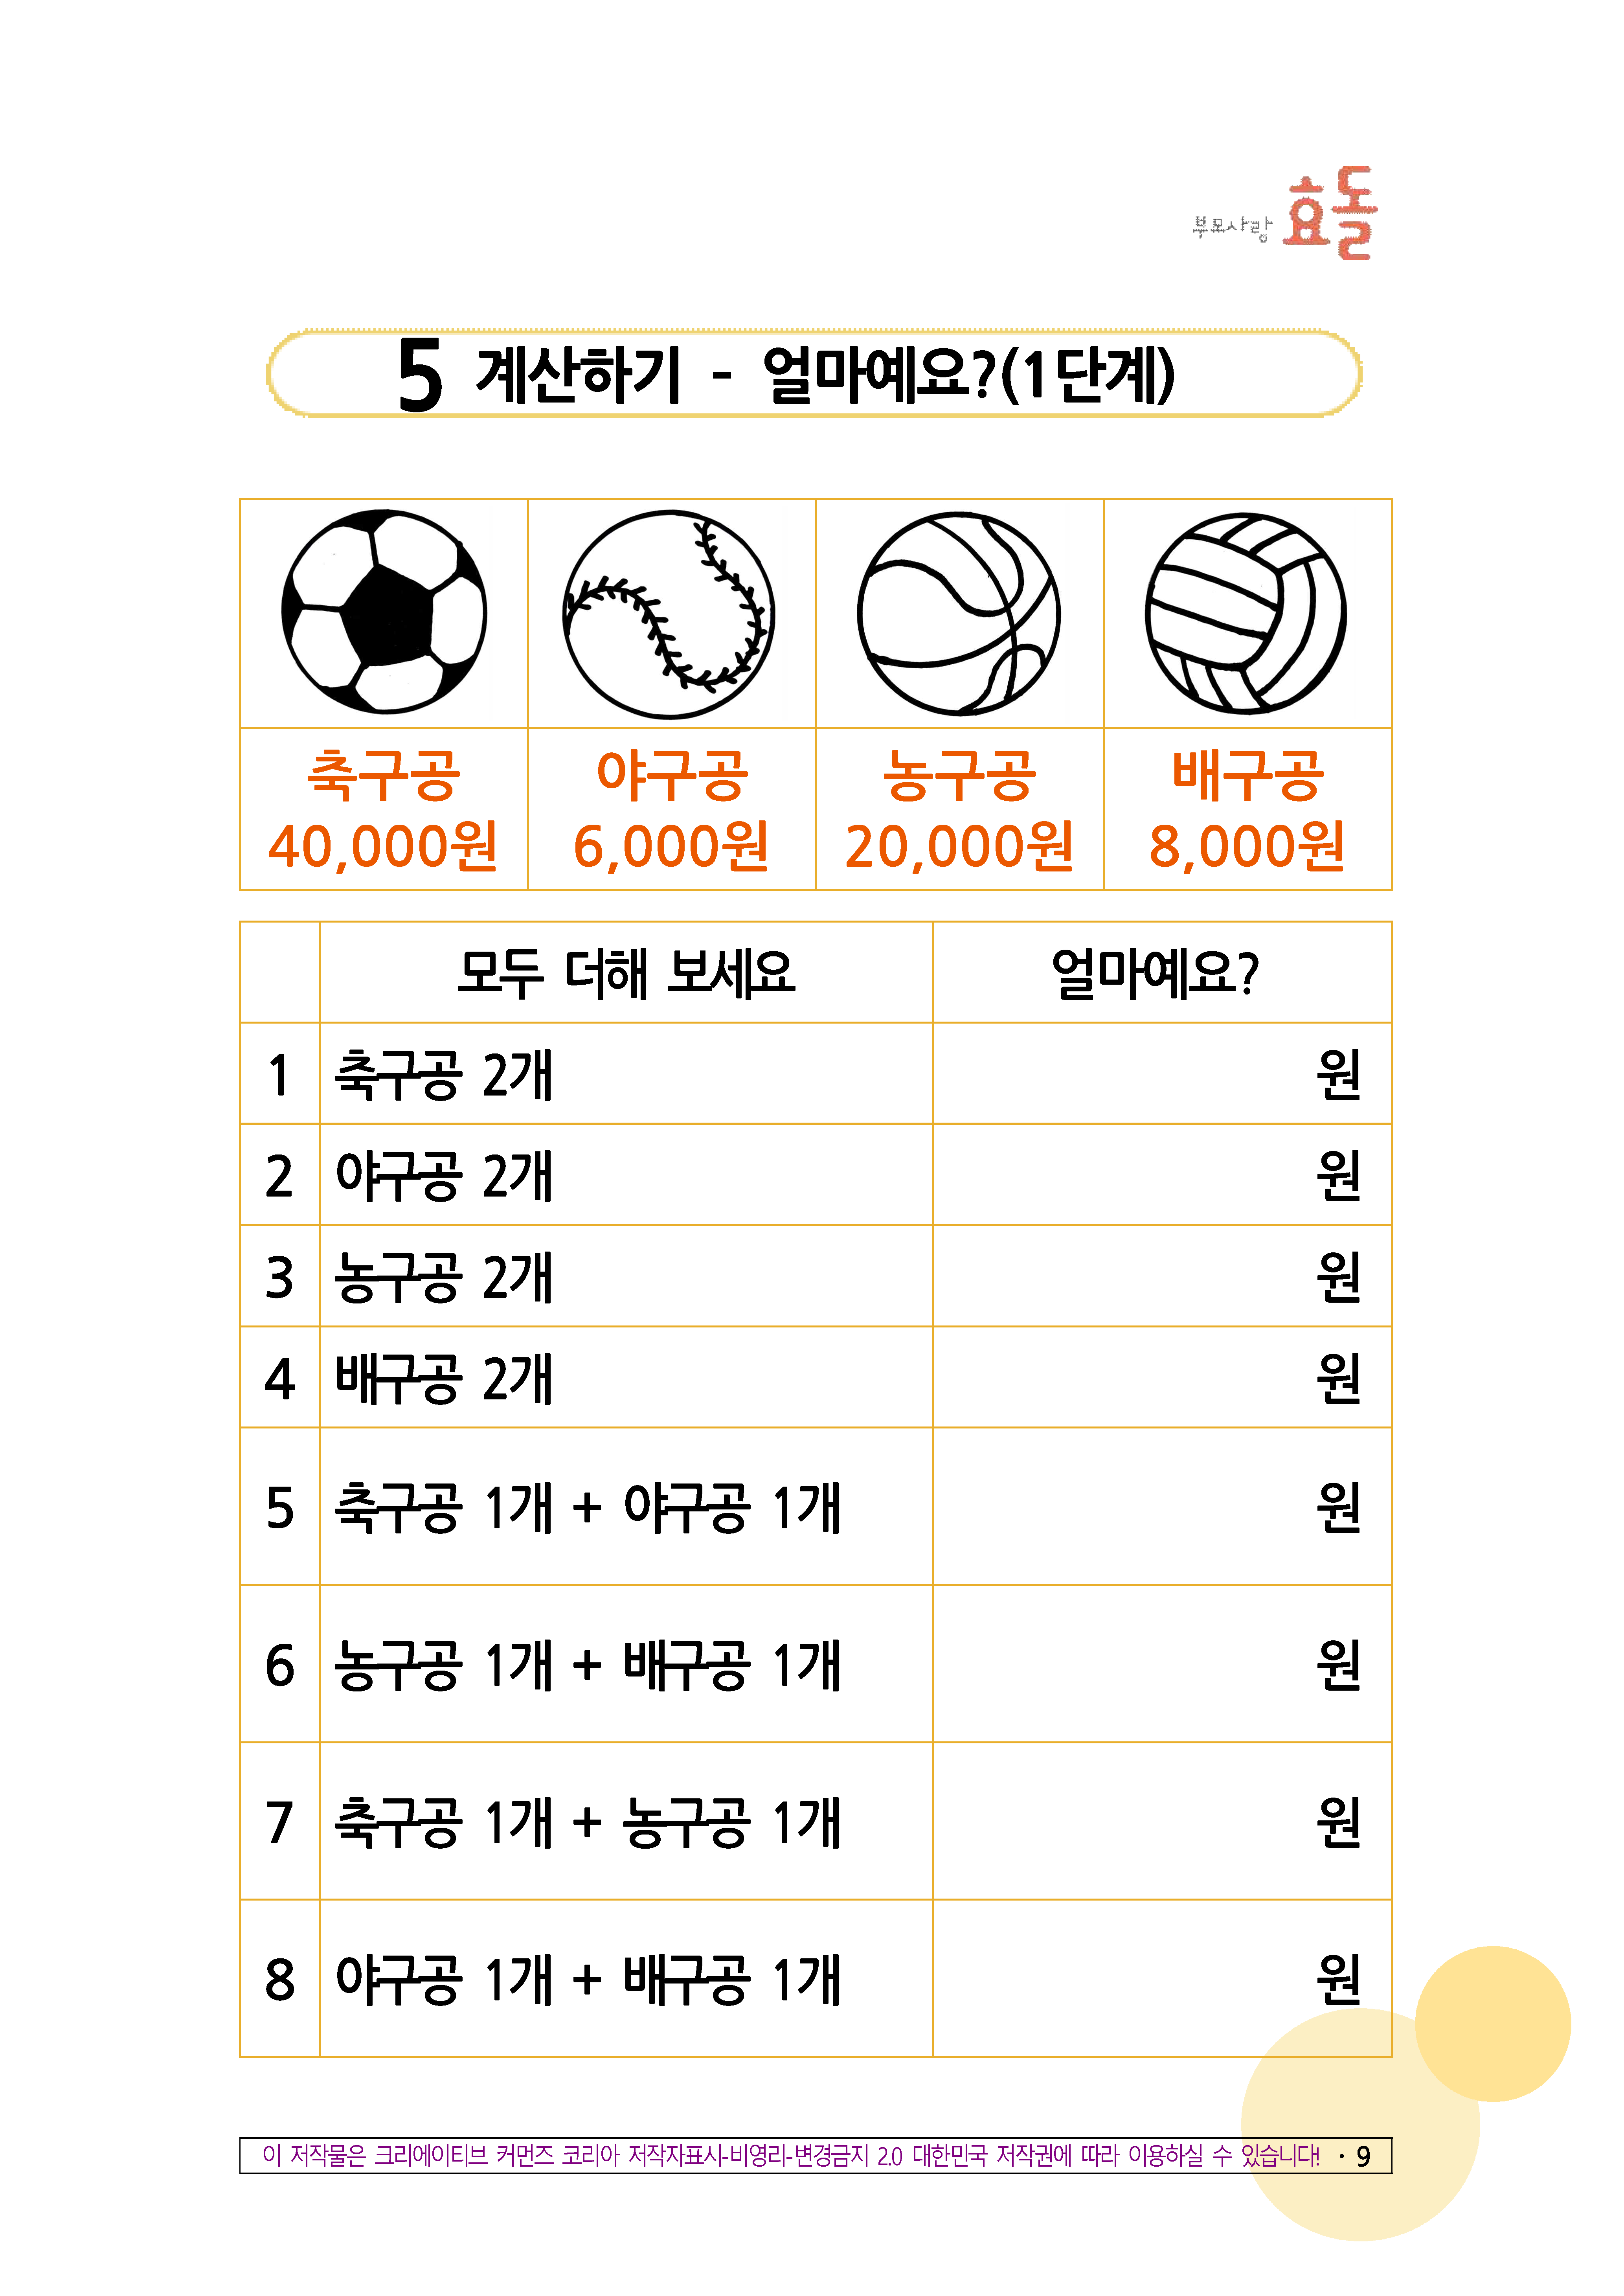 부모사랑 효돌
5 계산하기 - 얼마예요?(1단계)
축구공 야구공 농구공 배구공
40,000원 6,000원 20,000원 8,000원
모두 더해 보세요 얼마예요?
1 축구공 2개 원
2 야구공 2개 원
3 농구공 2개 원
4 배구공 2개 원
5 축구공 1개 + 야구공 1개 원
6 농구공 1개 + 배구공 1개 원
7 축구공 1개 + 농구공 1개 원
8 야구공 1개 + 배구공 1개 원
이 저작물은 크리에이티브 커먼즈 코리아 저작자표시-비영리-변경금지 2.0 대한민국 저작권에 따라 이용하실 수 있습니다! · 9